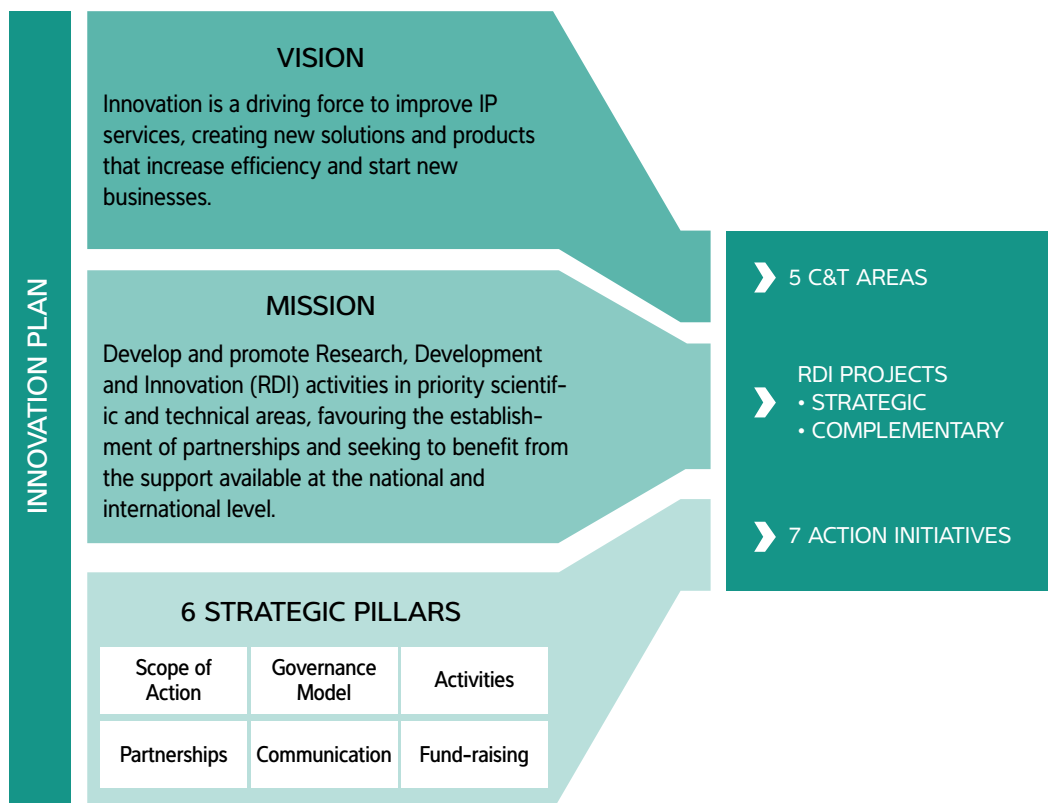 INNOVATION PLAN
VISION
Innovation is a driving force to improve IP
services, creating new solutions and products
that increase efficiency and start new
businesses.
MISSION
Develop and promote Research, Development
and Innovation (RDI) activities in priority scientif-
ic and technical areas, favouring the establish-
ment of partnerships and seeking to benefit from
the support available at the national and
international level.
6 STRATEGIC PILLARS
Scope of
Action
Governance
Model
Activities
Partnerships
Communication
Fund-raising
5 C&T AREAS
RDI PROJECTS
• STRATEGIC
• COMPLEMENTARY
7 ACTION INITIATIVES